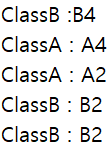 ClassB :B4
ClassA : A4
ClassA : A2
ClassB : B2
ClassB : B2